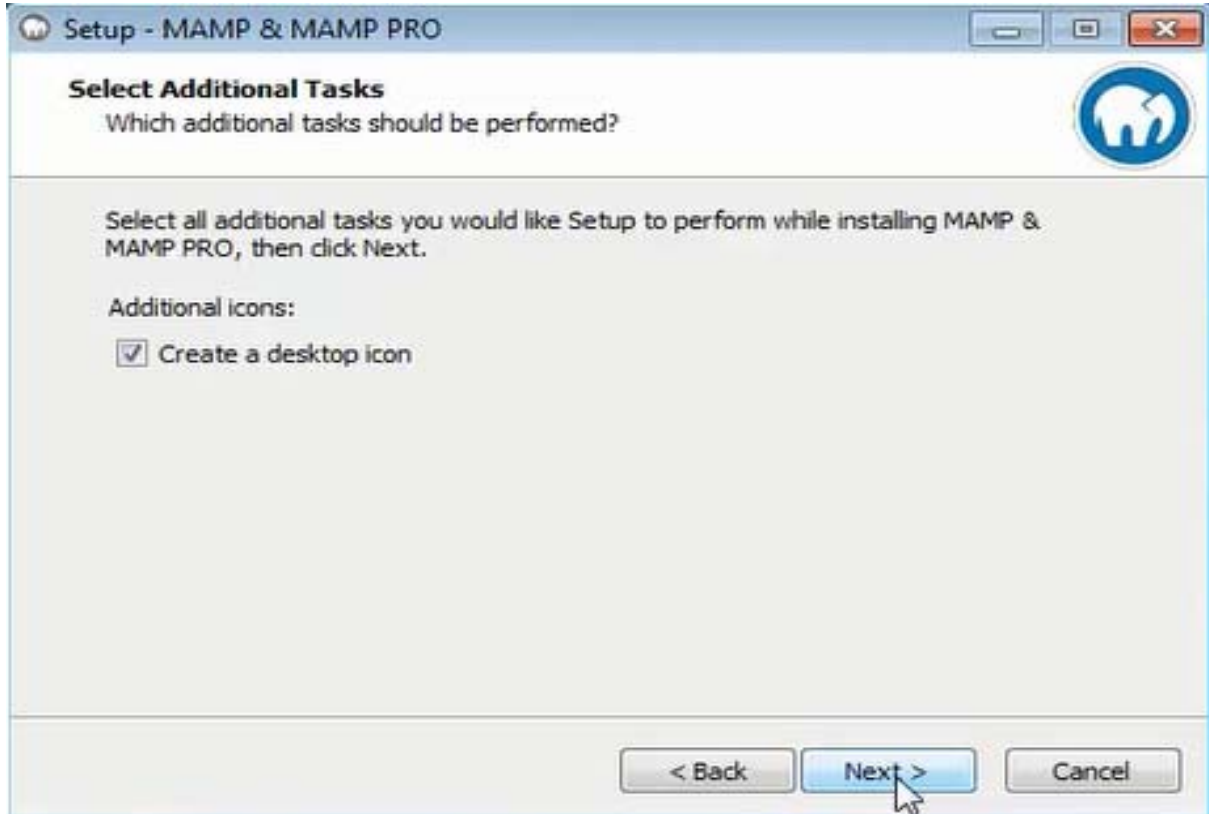 Setup - MAMP & MAMP PRO
Select Additional Tasks
Which additional tasks should be performed?
Select all additional tasks you would like Setup to perform while installing MAMP &
MAMP PRO, then click Next.
Additional icons:
Create a desktop icon
< Back
Next >
Cancel